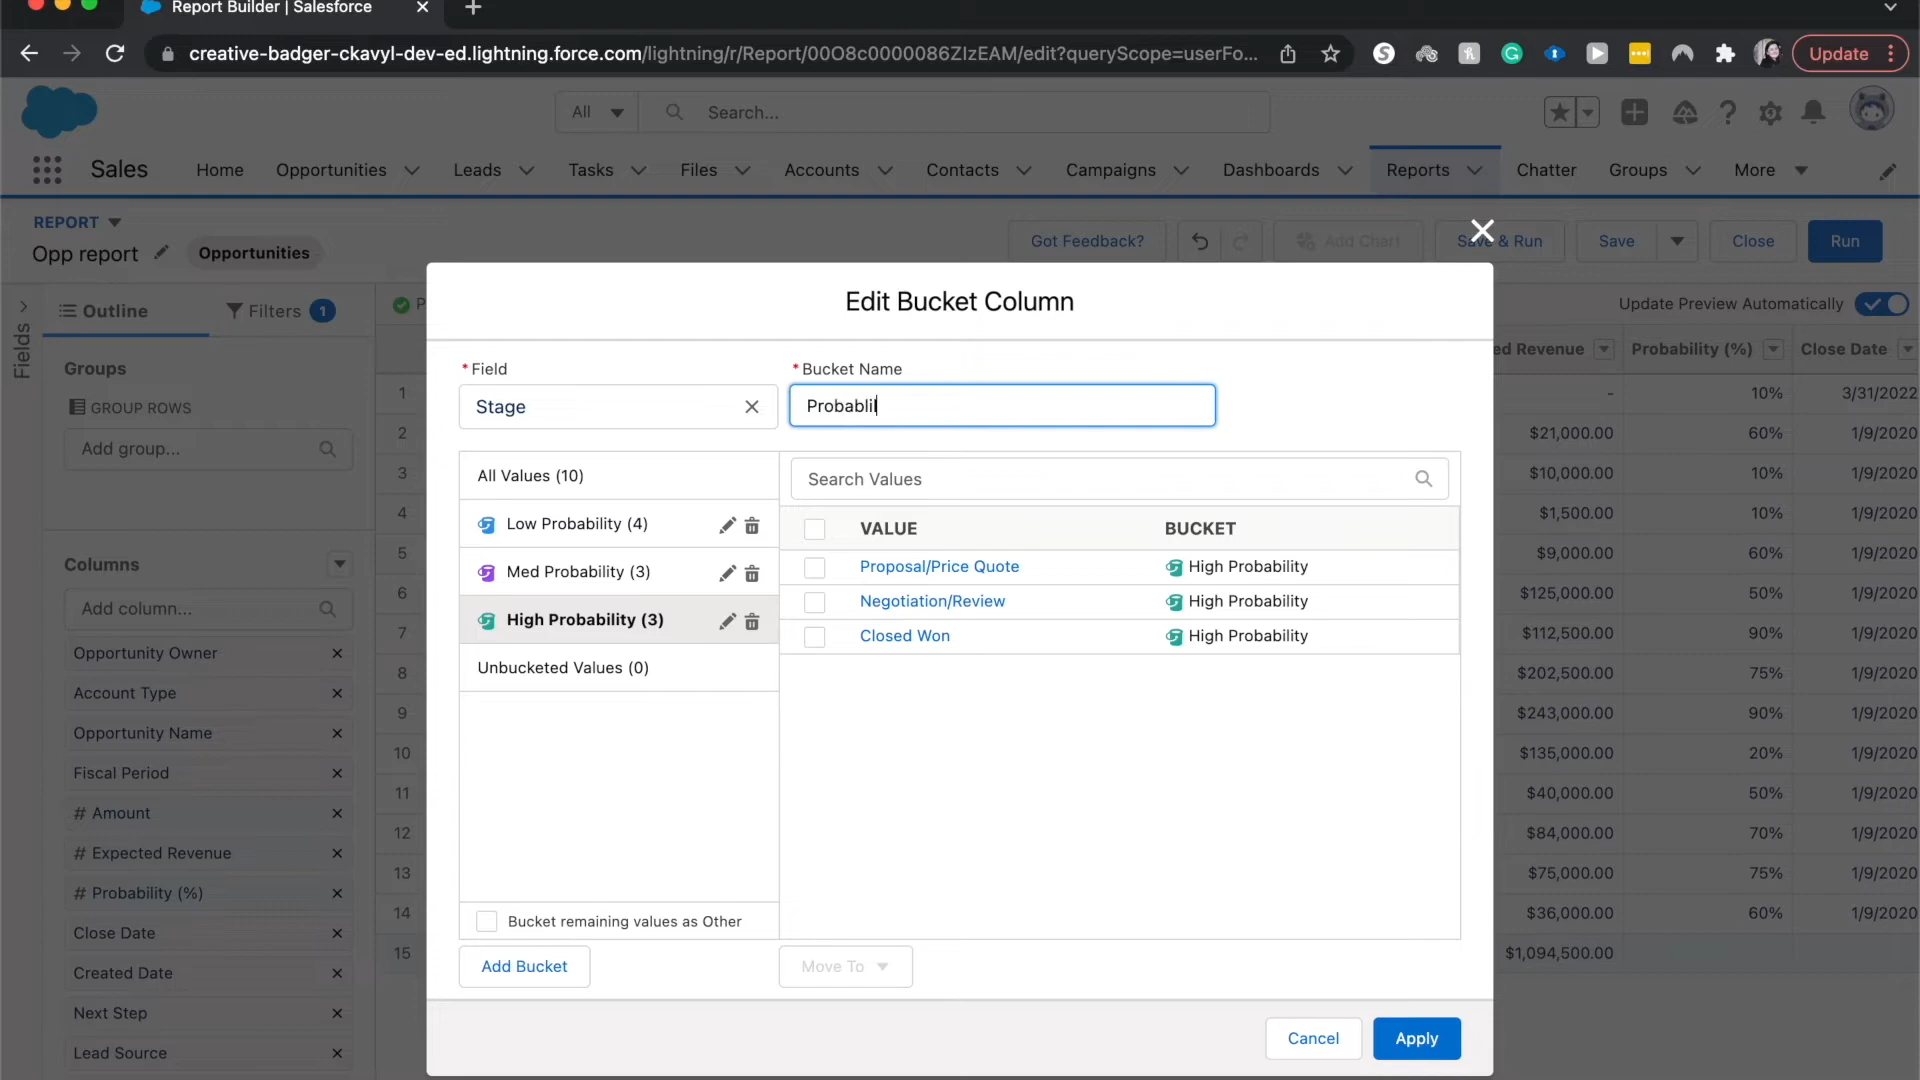 Report Builder | Salesforce
creative-badger-ckavyl-dev-ed.lightning.force.com/lightning/r/Report/00O8c0000086ZIzEAM/edit?queryScope=userFo...
Update
All
Search...
Sales
Home
Opportunities
Leads
Tasks
Files
Accounts
Contacts
Campaigns
Dashboards
Reports
Chatter
Groups
More
REPORT
Opp report
Opportunities
Got Feedback?
Add Chart
Save & Run
Save
Close
Run
Fields
Outline
Filters 1
Update Preview Automatically
Groups
GROUP ROWS
Add group...
Columns
Add column...
Opportunity Owner
Account Type
Opportunity Name
Fiscal Period
# Amount
# Expected Revenue
# Probability (%)
Close Date
Created Date
Next Step
Lead Source
Edit Bucket Column
* Field
* Bucket Name
Stage
Probablil
All Values (10)
Low Probability (4)
Med Probability (3)
High Probability (3)
Unbucketed Values (0)
Bucket remaining values as Other
Add Bucket
Search Values
VALUE BUCKET
Proposal/Price Quote High Probability
Negotiation/Review High Probability
Closed Won High Probability
Move To
Cancel
Apply
ed Revenue Probability (%) Close Date
1 - 10% 3/31/2022
2 $21,000.00 60% 1/9/2020
3 $10,000.00 10% 1/9/2020
4 $1,500.00 10% 1/9/2020
5 $9,000.00 60% 1/9/2020
6 $125,000.00 50% 1/9/2020
7 $112,500.00 90% 1/9/2020
8 $202,500.00 75% 1/9/2020
9 $243,000.00 90% 1/9/2020
10 $135,000.00 20% 1/9/2020
11 $40,000.00 50% 1/9/2020
12 $84,000.00 70% 1/9/2020
13 $75,000.00 75% 1/9/2020
14 $36,000.00 60% 1/9/2020
15 $1,094,500.00